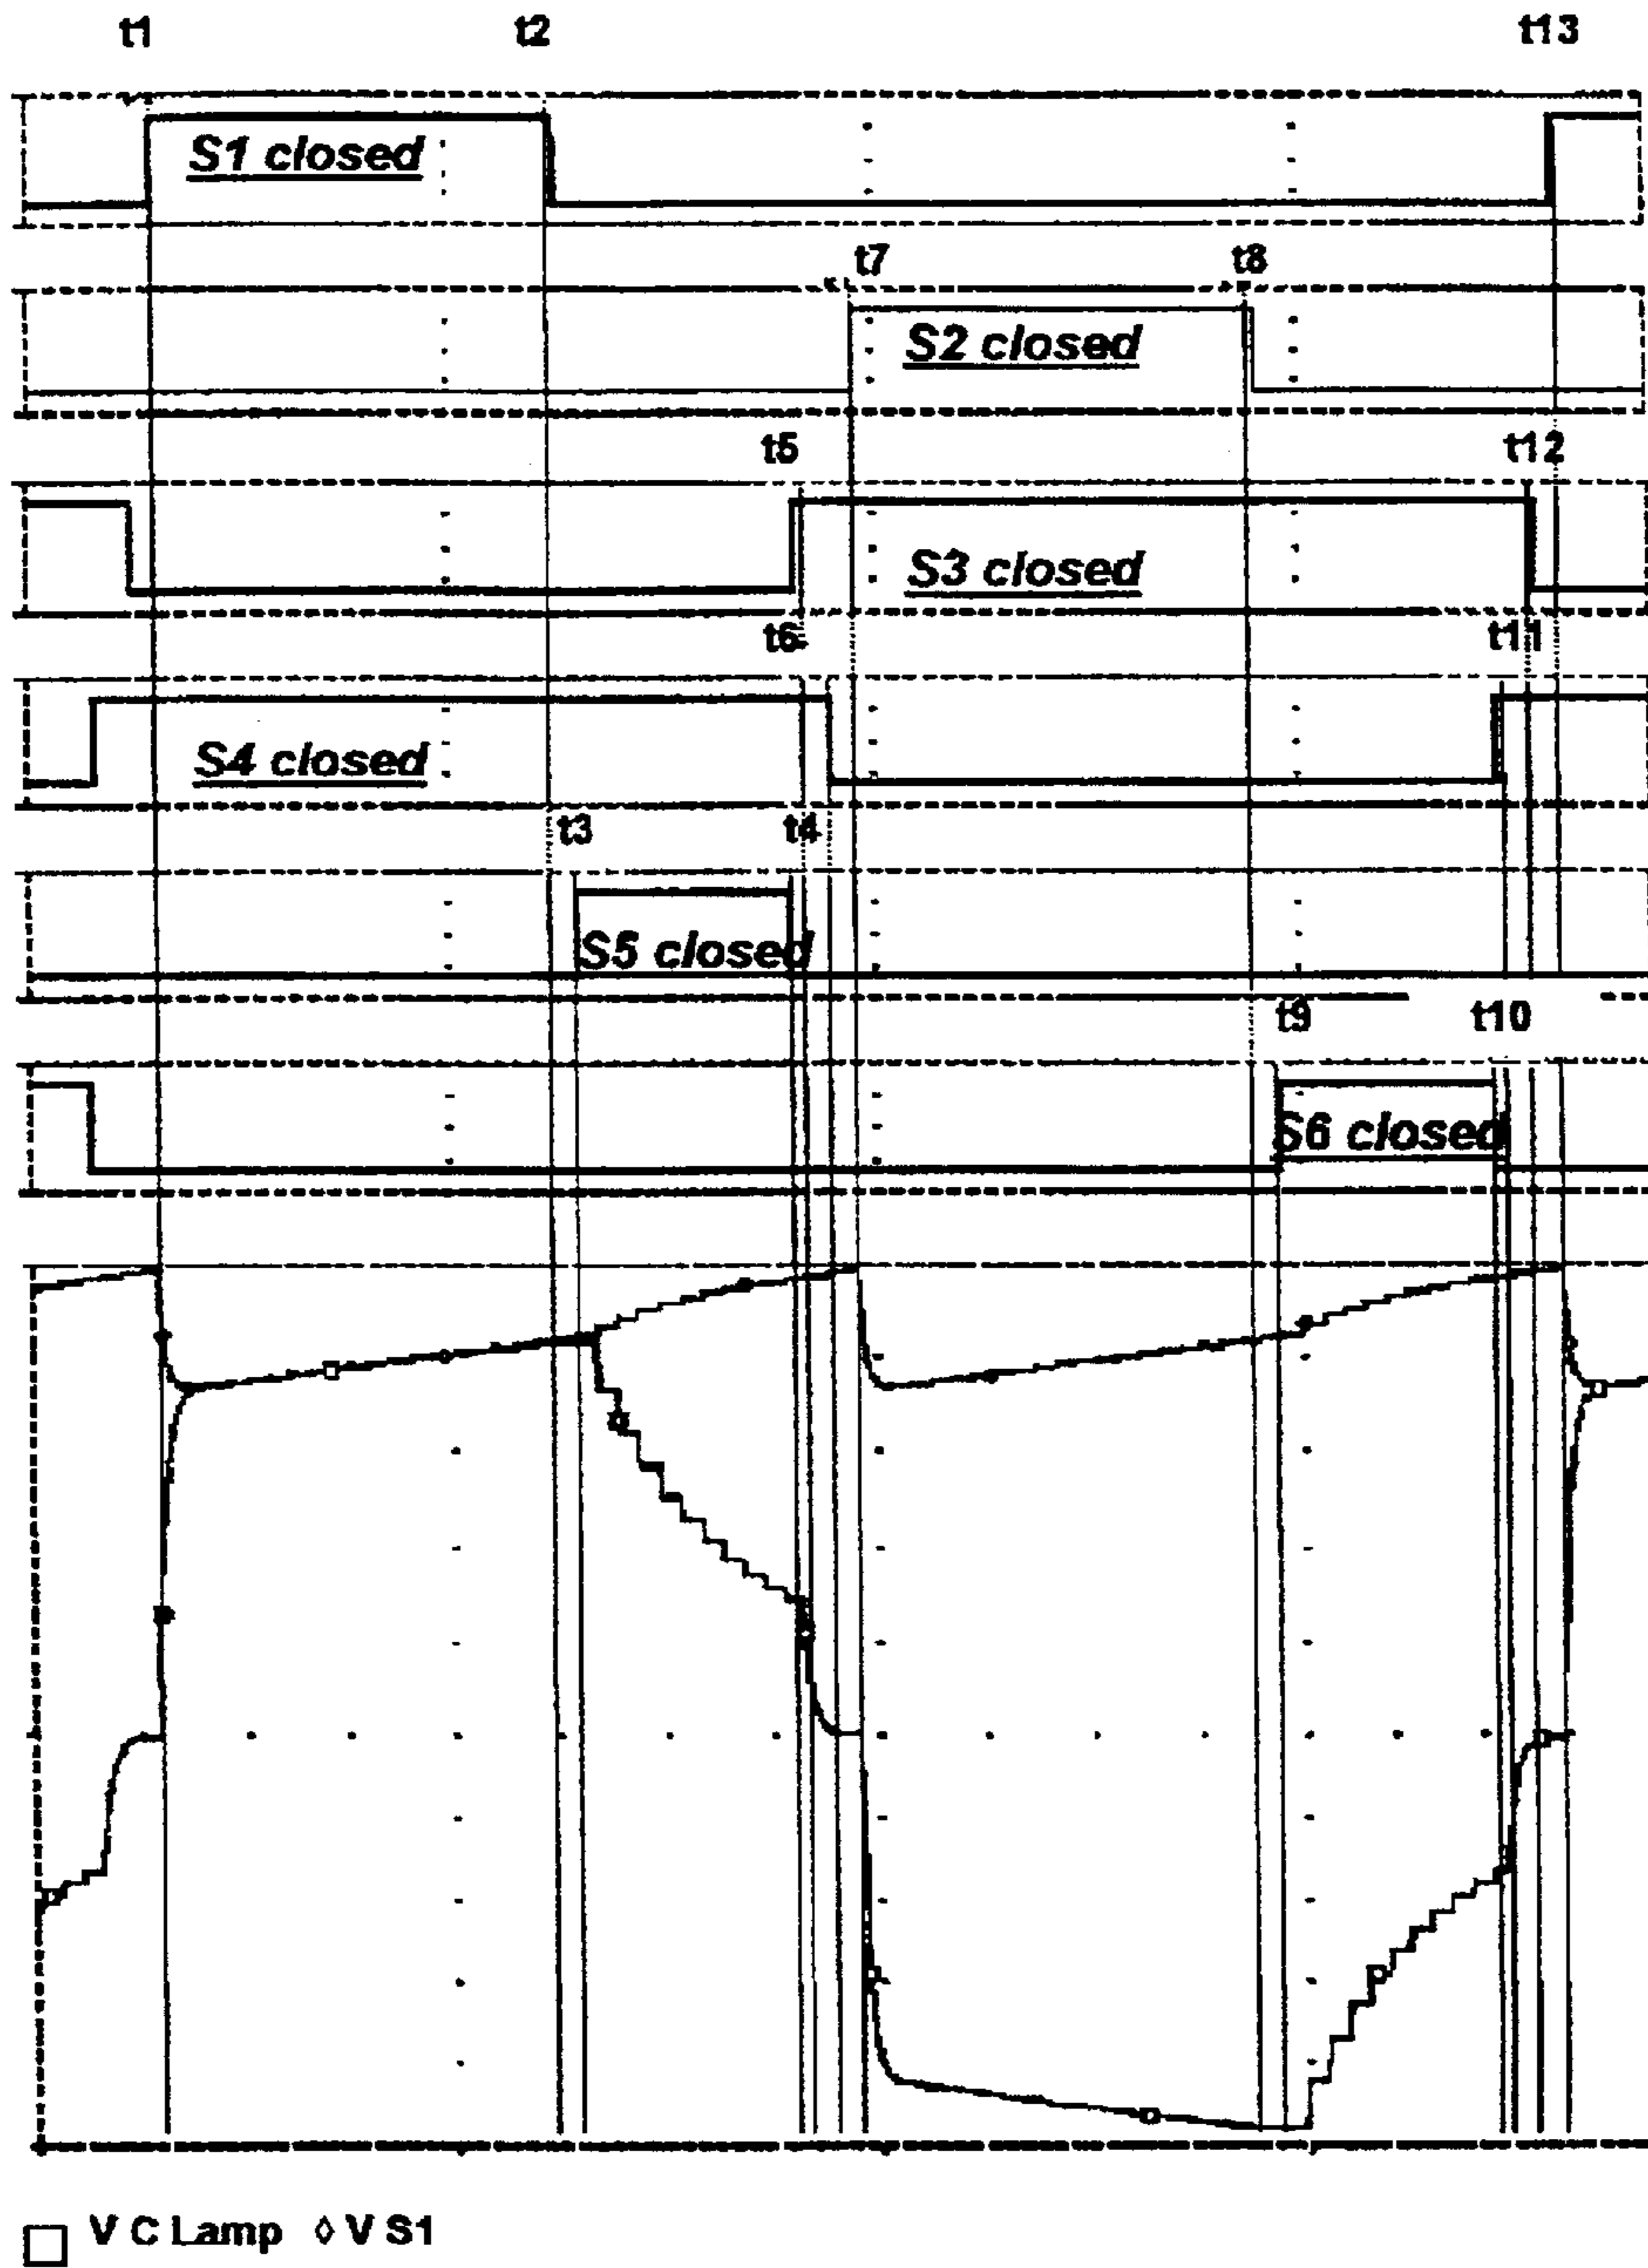 t1 t2 t13
S1 closed
t7 t8
S2 closed
t5 t12
S3 closed
t6 t11
S4 closed
t3 t4
S5 closed
t9 t10
S6 closed
V C Lamp ◊ V S1